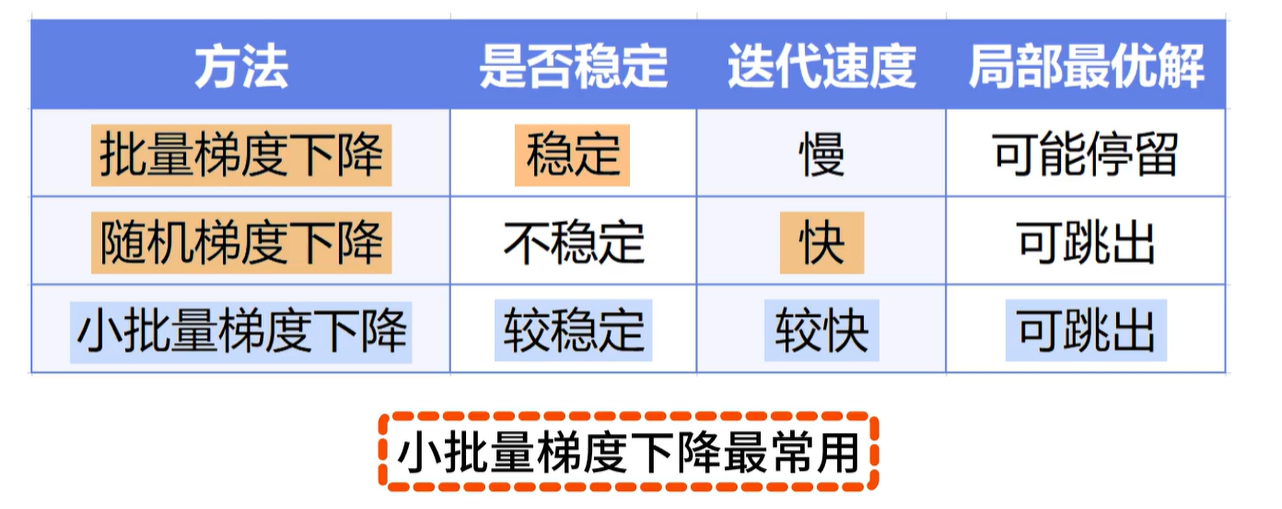 方法 是否稳定 迭代速度 局部最优解
批量梯度下降 稳定 慢 可能停留
随机梯度下降 不稳定 快 可跳出
小批量梯度下降 较稳定 较快 可跳出
小批量梯度下降最常用